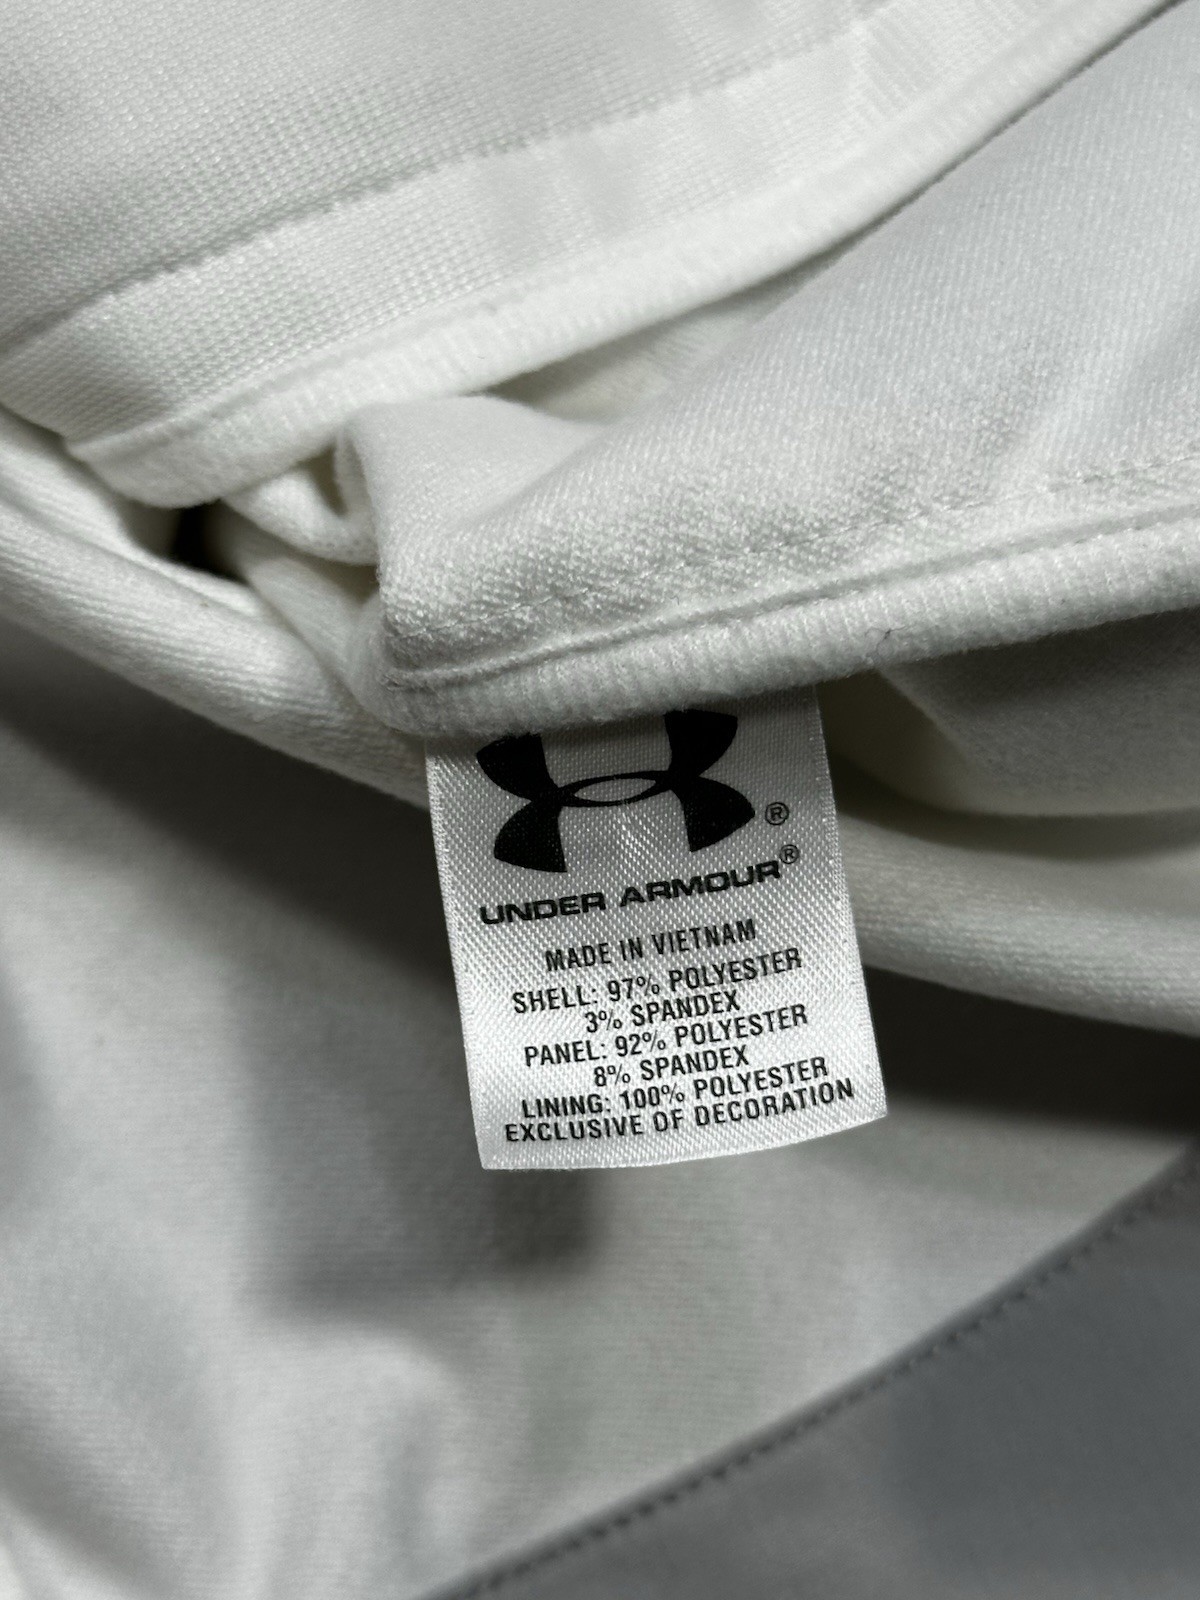 ®
UNDER ARMOUR®
MADE IN VIETNAM
SHELL: 97% POLYESTER
3% SPANDEX
PANEL: 92% POLYESTER
8% SPANDEX
LINING: 100% POLYESTER
EXCLUSIVE OF DECORATION